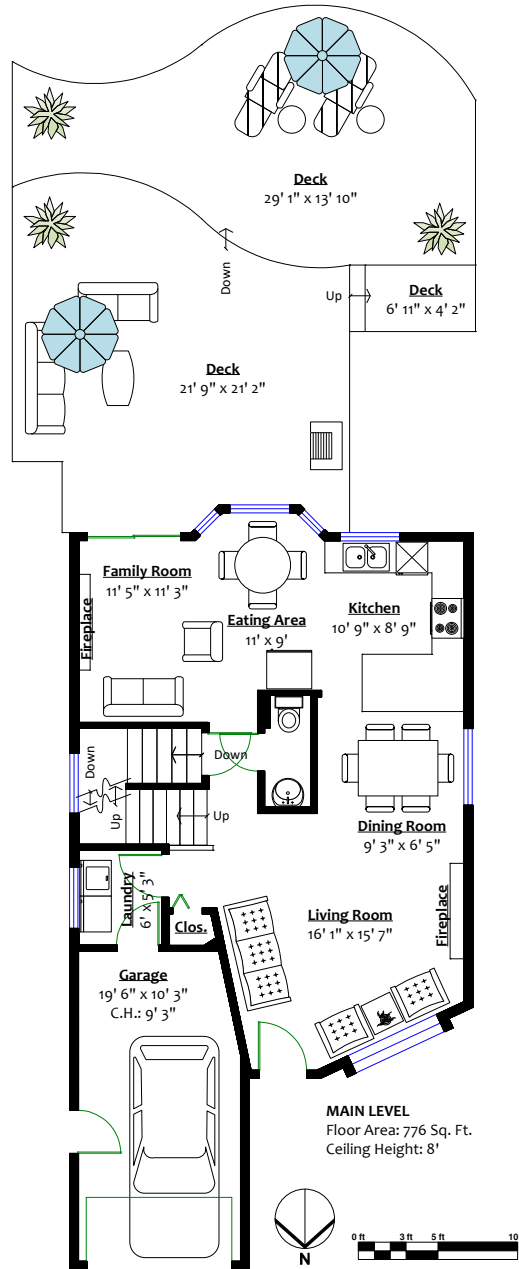 Deck
29' 1" x 13' 10"
Down
Up
Deck
6' 11" x 4' 2"
Deck
21' 9" x 21' 2"
Family Room
11' 5" x 11' 3"
Fireplace
Eating Area
11' x 9'
Kitchen
10' 9" x 8' 9"
Down
Down
Up
Up
Dining Room
9' 3" x 6' 5"
Laundry
6' x 5' 3"
Clos.
Living Room
16' 1" x 15' 7"
Fireplace
Garage
19' 6" x 10' 3"
C.H.: 9' 3"
MAIN LEVEL
Floor Area: 776 Sq. Ft.
Ceiling Height: 8'
N
0 ft 3 ft 5 ft 10